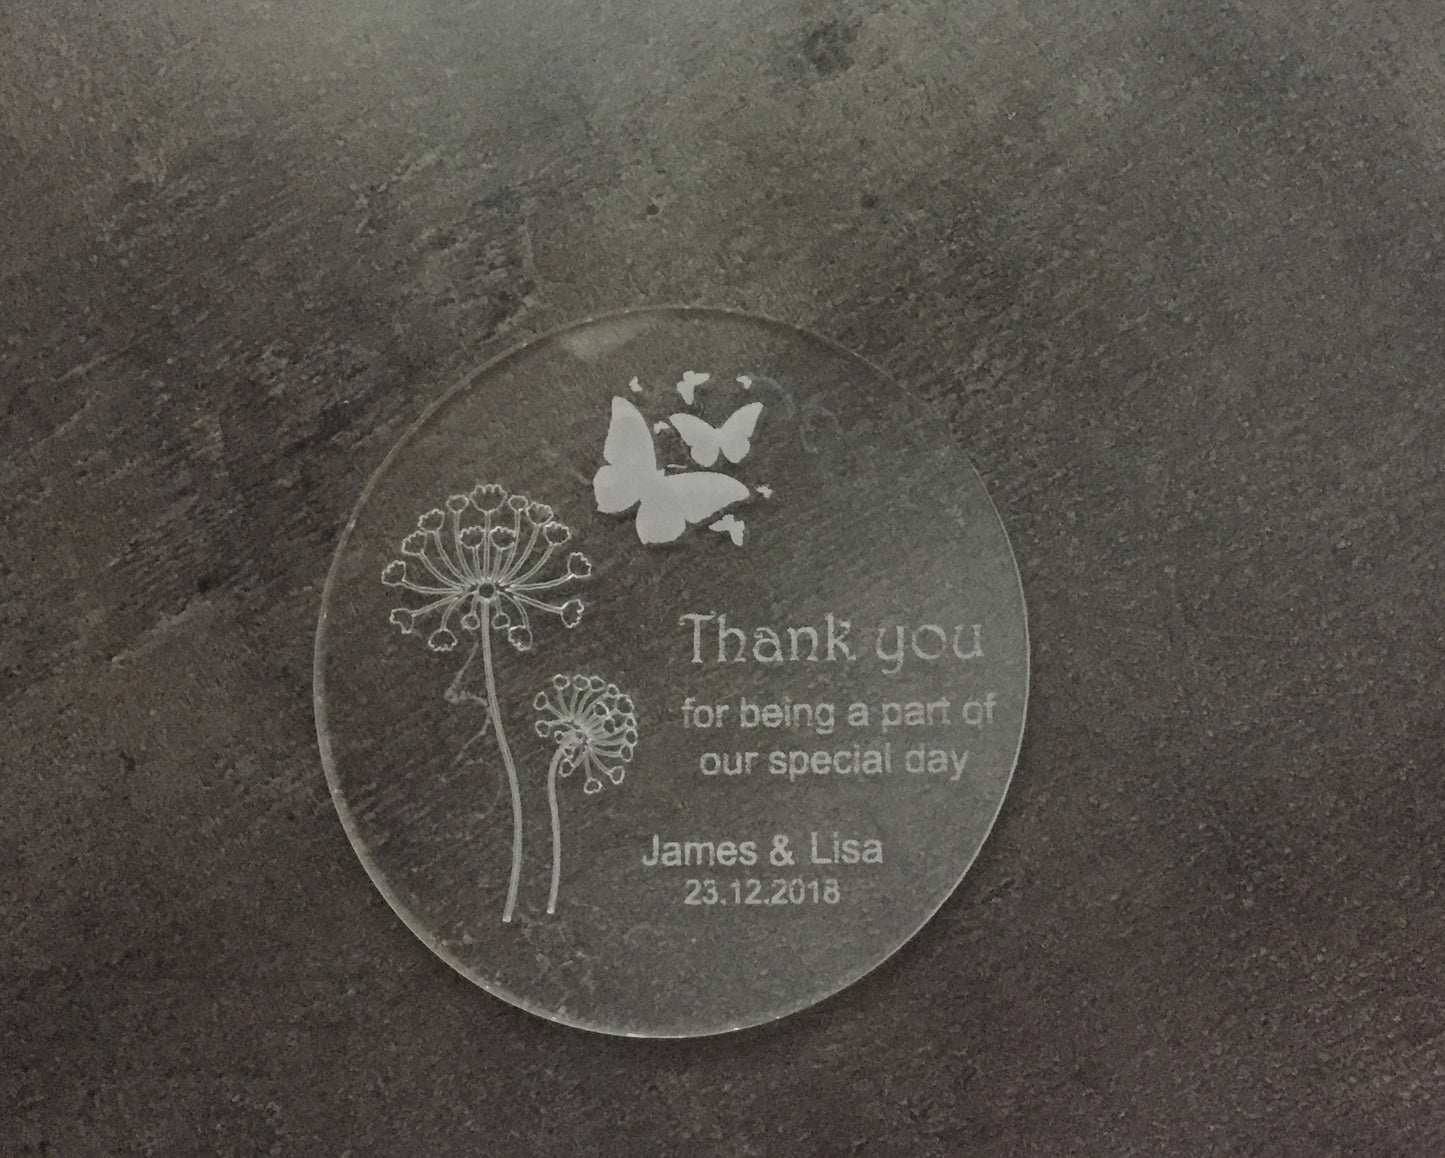 Thank you
for being a part of
our special day
James & Lisa
23.12.2018